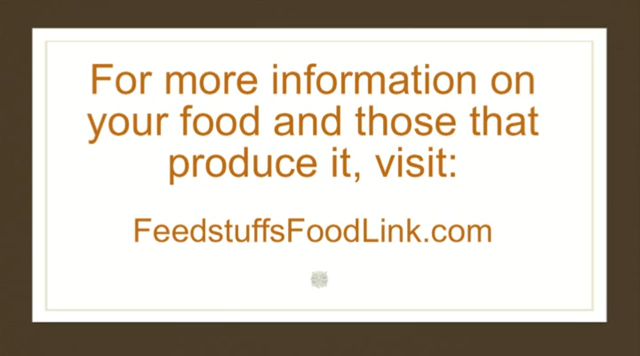 For more information on
your food and those that
produce it, visit:
FeedstuffsFoodLink.com